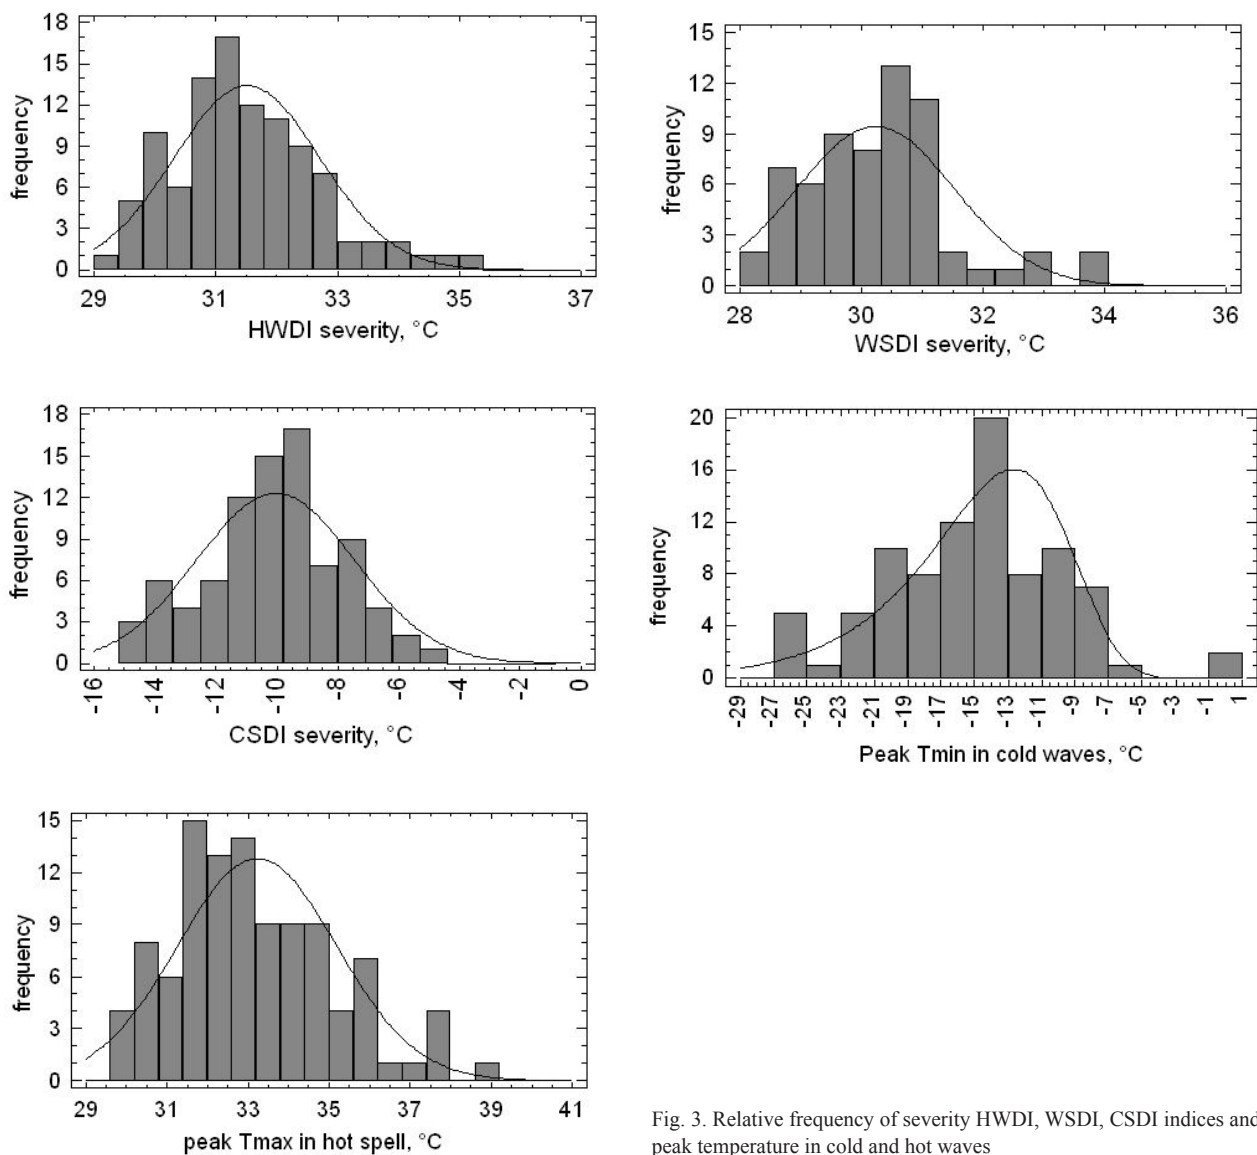 18
15
12
9
6
3
0
frequency
29 31 33 35 37
HWDI severity, °C
15
12
9
6
3
0
frequency
28 30 32 34 36
WSDI severity, °C
18
15
12
9
6
3
0
frequency
-16 -14 -12 -10 -8 -6 -4 -2 0
CSDI severity, °C
20
16
12
8
4
0
frequency
-29 -27 -25 -23 -21 -19 -17 -15 -13 -11 -9 -7 -5 -3 -1 1
Peak Tmin in cold waves, °C
15
12
9
6
3
0
frequency
29 31 33 35 37 39 41
peak Tmax in hot spell, °C
Fig. 3. Relative frequency of severity HWDI, WSDI, CSDI indices and
peak temperature in cold and hot waves